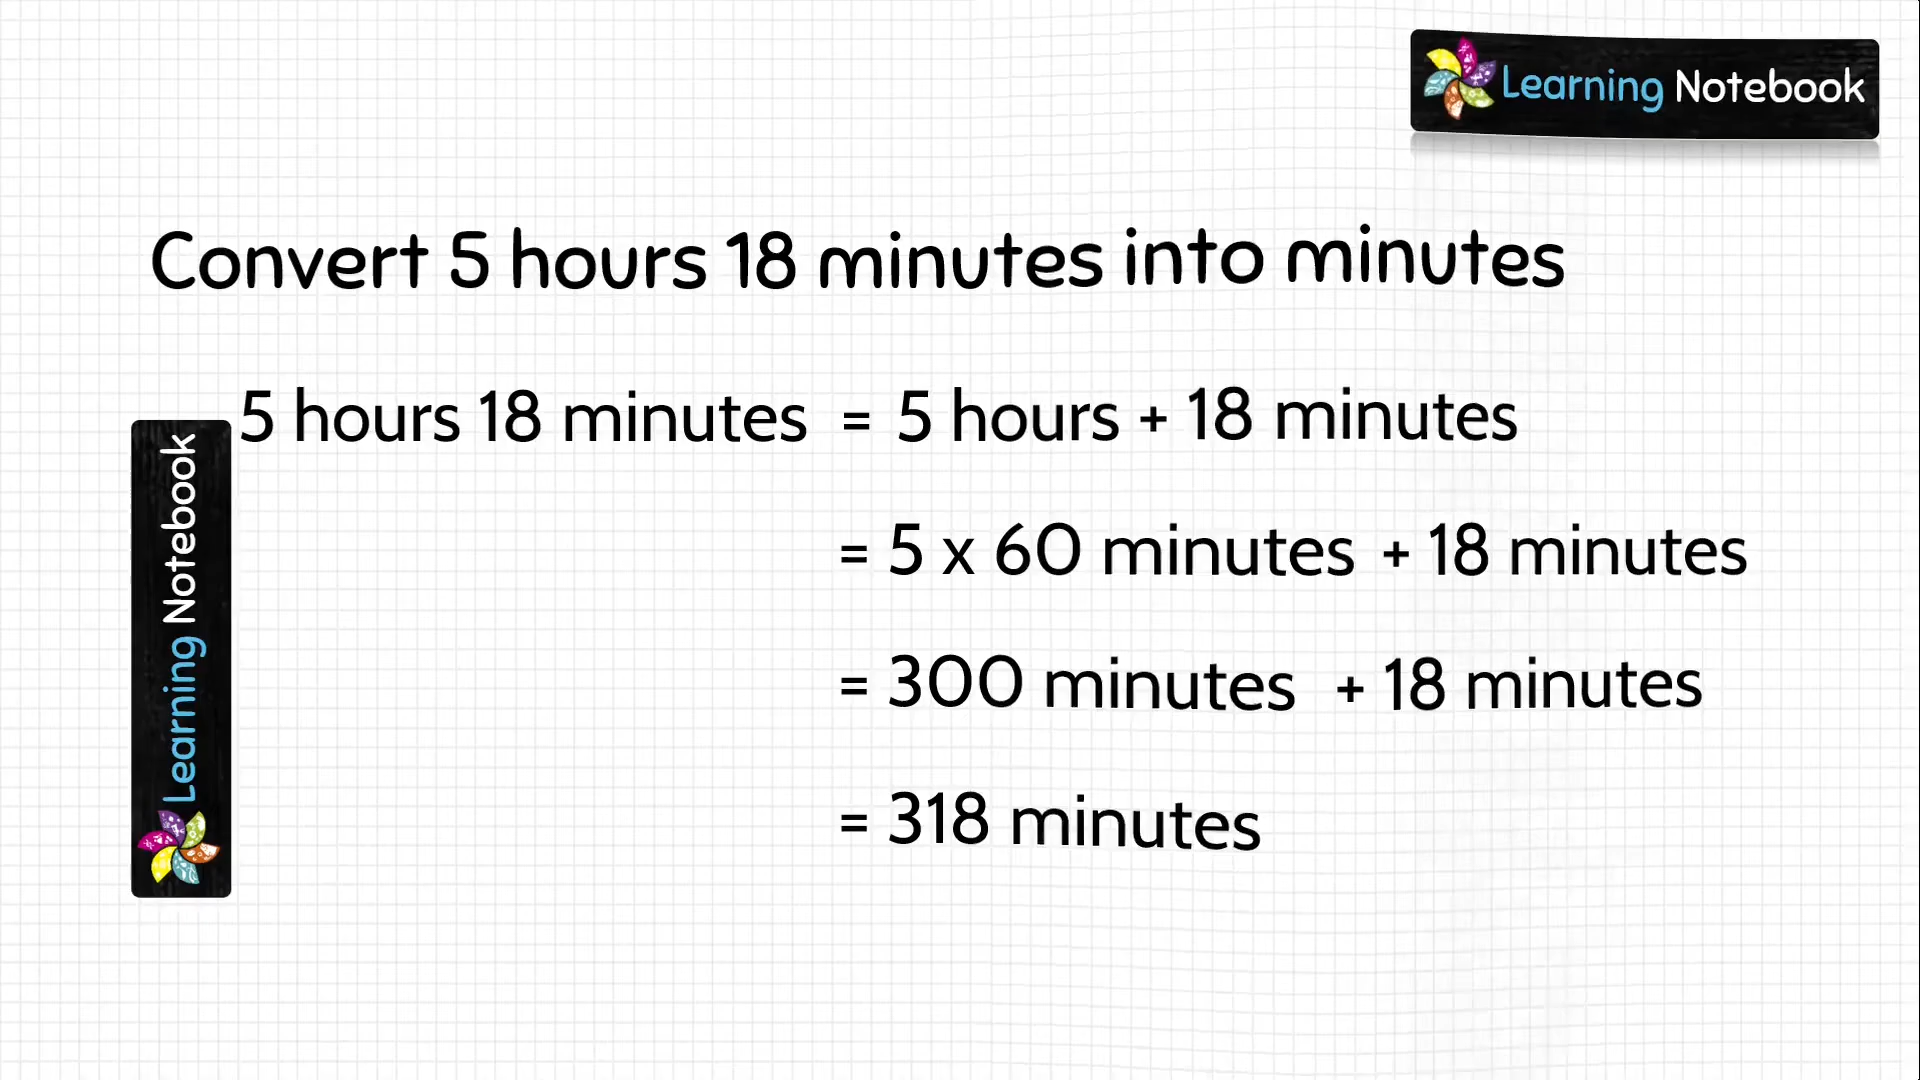 Learning Notebook
Convert 5 hours 18 minutes into minutes
5 hours 18 minutes = 5 hours + 18 minutes
= 5 x 60 minutes + 18 minutes
= 300 minutes + 18 minutes
= 318 minutes
Learning Notebook